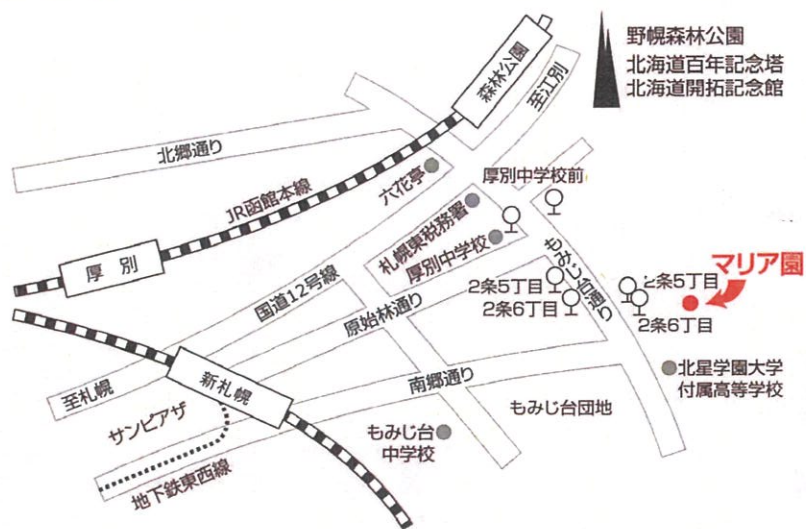 野幌森林公園
北海道百年記念塔
北海道開拓記念館
森林公園
至江別
北郷通り
JR函館本線
六花亭
厚別中学校前
札幌東税務署
厚別中学校
厚別
国道12号線
原始林通り
もみじ台通り
2条5丁目
2条6丁目
2条5丁目
2条6丁目
マリア園
至札幌
新札幌
南郷通り
北星学園大学
付属高等学校
サンピアザ
もみじ台団地
もみじ台
中学校
地下鉄東西線